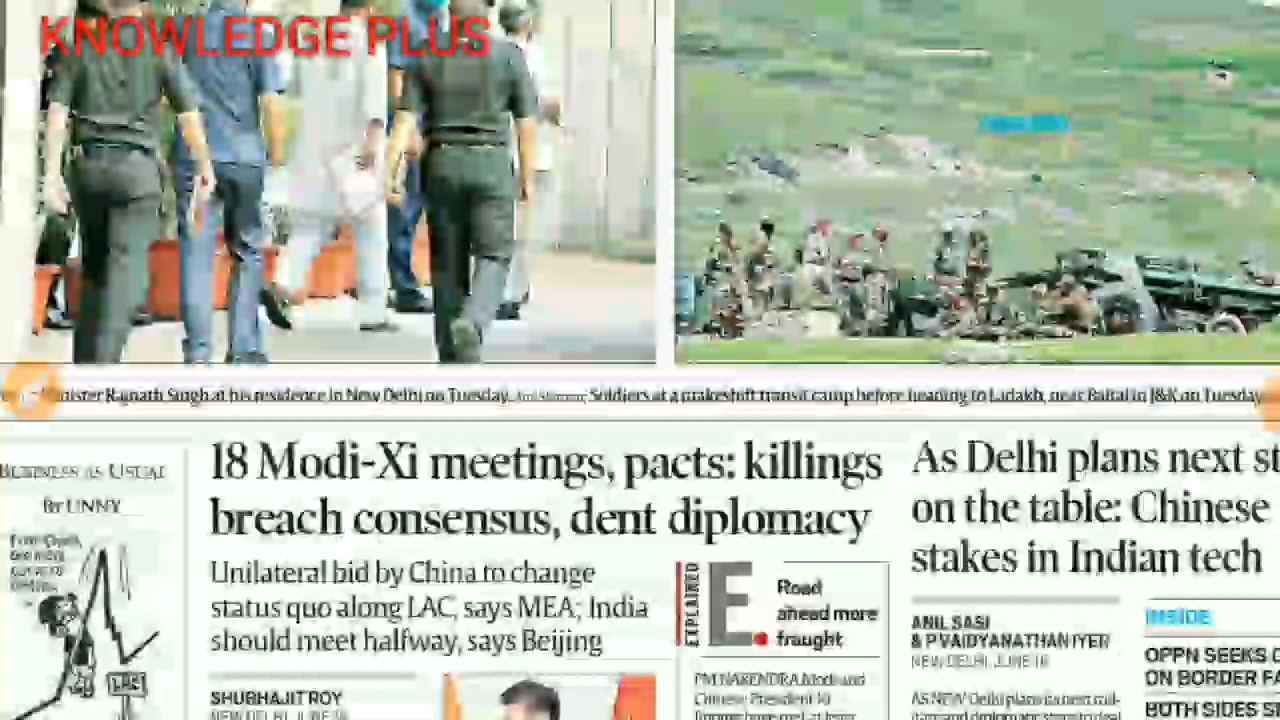 KNOWLEDGE PLUS
Minister Rajnath Singh at his residence in New Delhi on Tuesday. Soldiers at a makeshift transit camp before heading to Ladakh, near Baltal in J&K on Tuesday
BUSINESS AS USUAL
By UNNY
LAC
18 Modi-Xi meetings, pacts: killings
breach consensus, dent diplomacy
Unilateral bid by China to change
status quo along LAC, says MEA; India
should meet halfway, says Beijing
SHUBHAJIT ROY
NEW DELHI, JUNE 16
EXPLAINED
E.
Road
ahead more
fraught
PM NARENDRA Modi and
Chinese President Xi
As Delhi plans next st
on the table: Chinese
stakes in Indian tech
ANIL SASI
& P VAIDYANATHAN IYER
NEW DELHI, JUNE 16
AS NEW Delhi plans its next
INSIDE
OPPN SEEKS
ON BORDER
BOTH SIDES